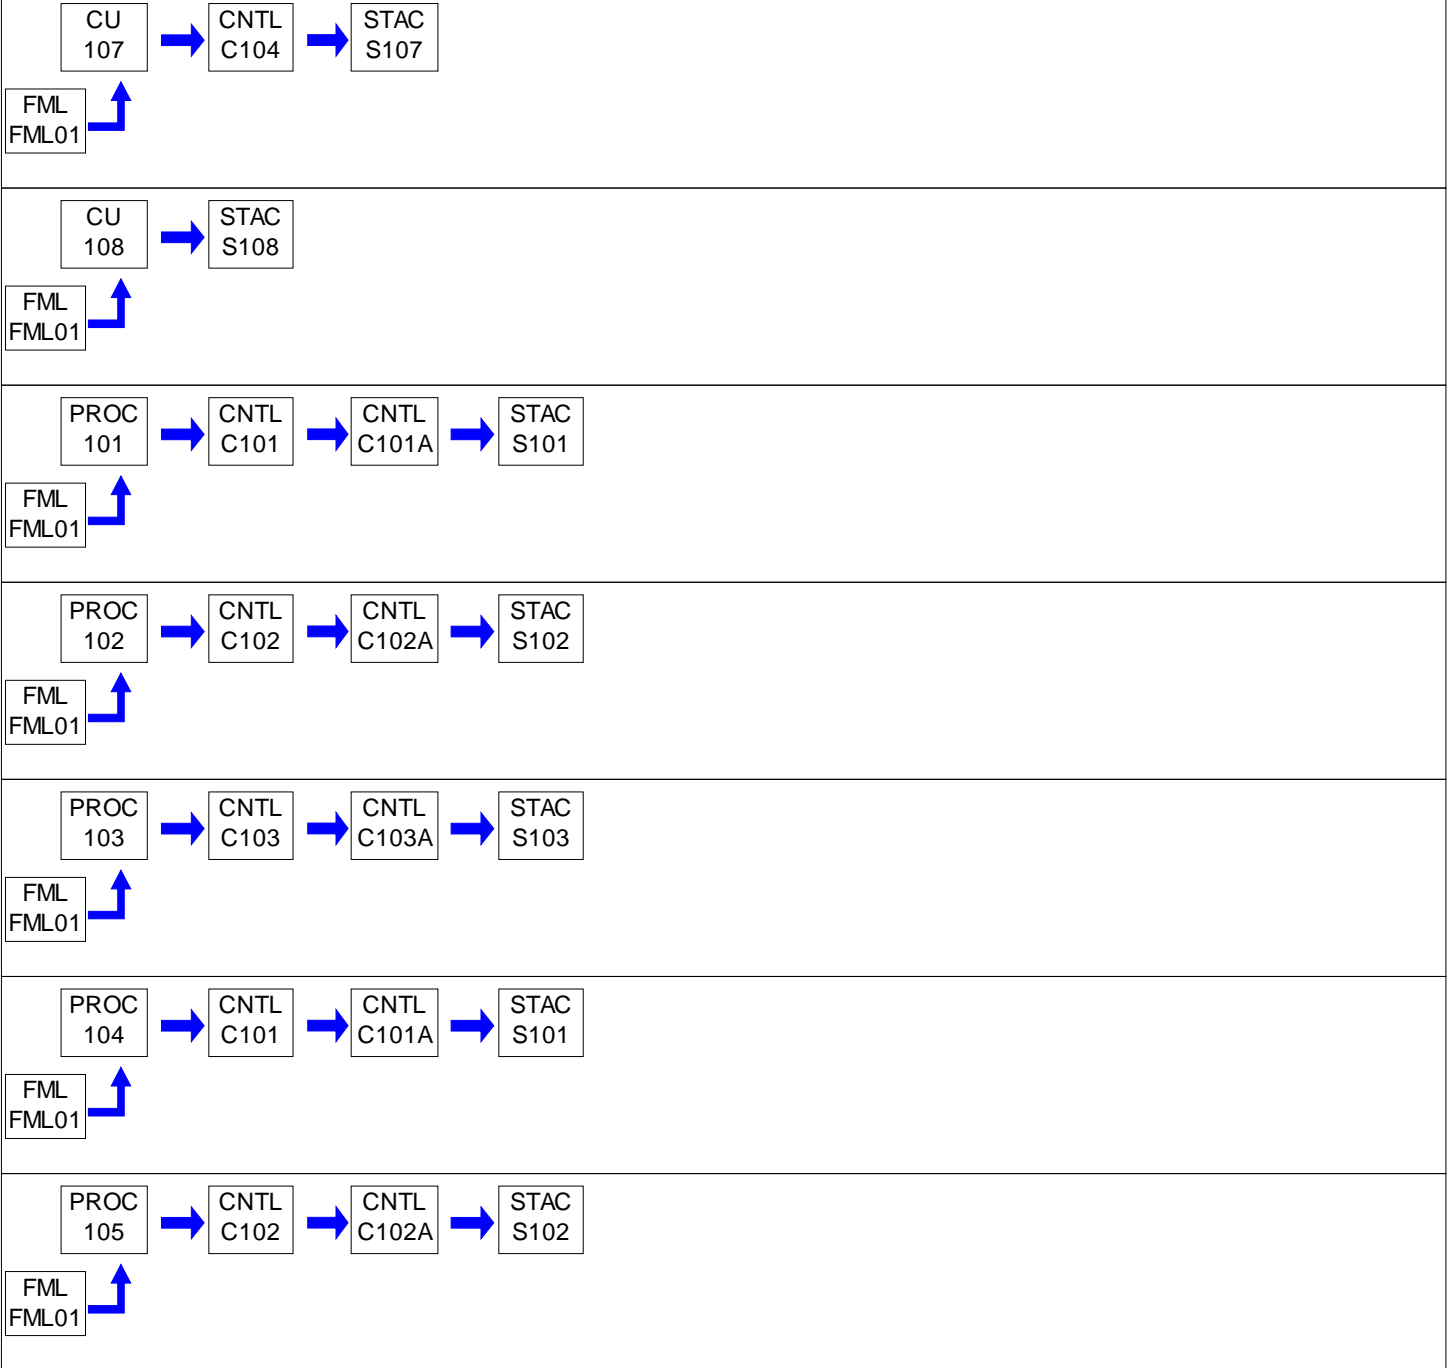 CU
107
CNTL
C104
STAC
S107
FML
FML01
CU
108
STAC
S108
FML
FML01
PROC
101
CNTL
C101
CNTL
C101A
STAC
S101
FML
FML01
PROC
102
CNTL
C102
CNTL
C102A
STAC
S102
FML
FML01
PROC
103
CNTL
C103
CNTL
C103A
STAC
S103
FML
FML01
PROC
104
CNTL
C101
CNTL
C101A
STAC
S101
FML
FML01
PROC
105
CNTL
C102
CNTL
C102A
STAC
S102
FML
FML01